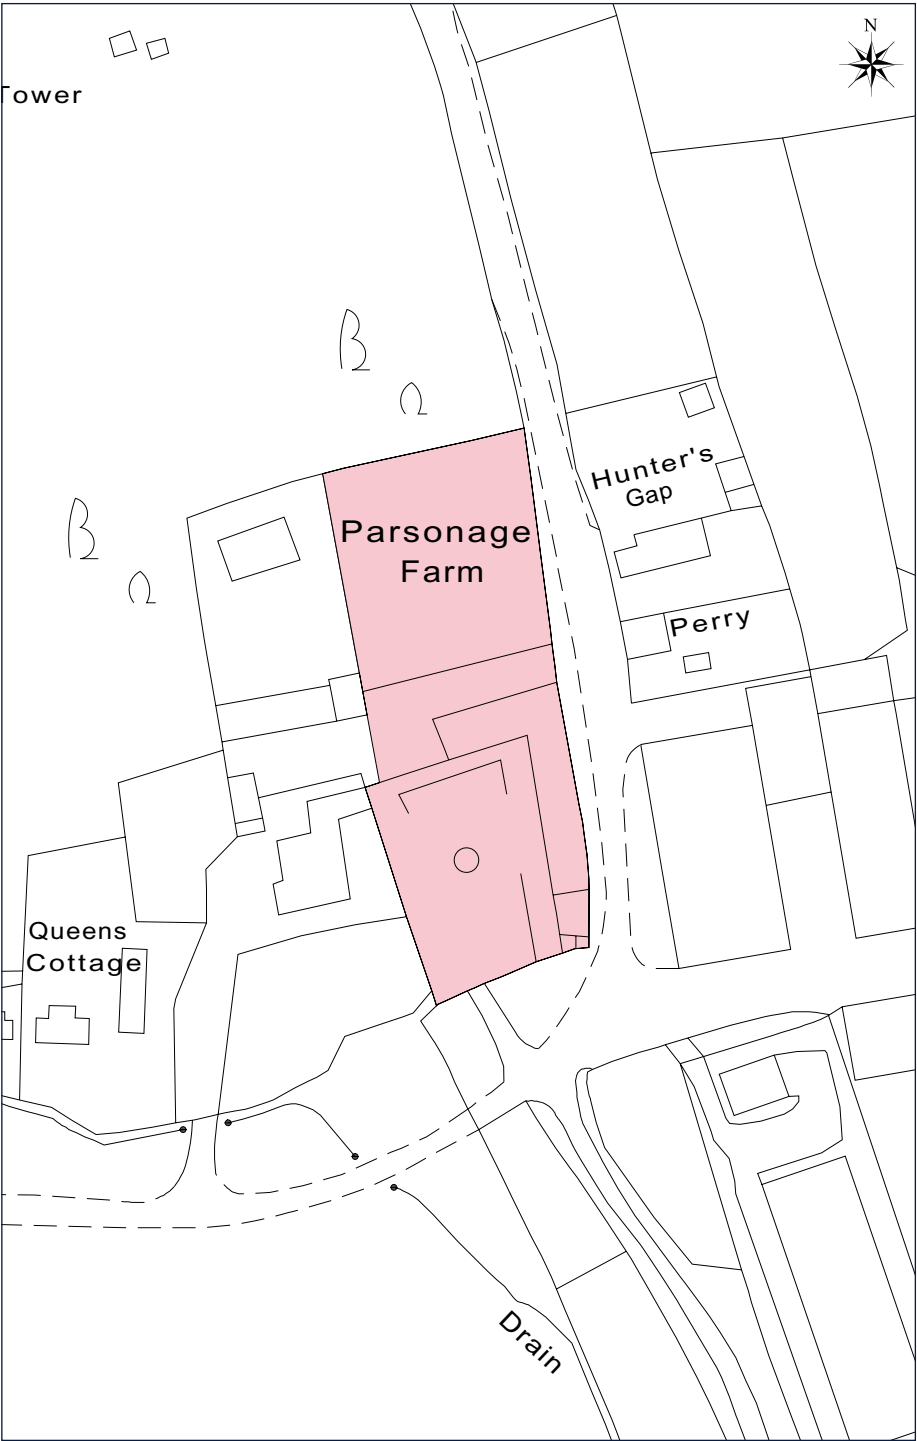 N
Tower
Hunter's
Gap
Parsonage
Farm
Perry
Queens
Cottage
Drain